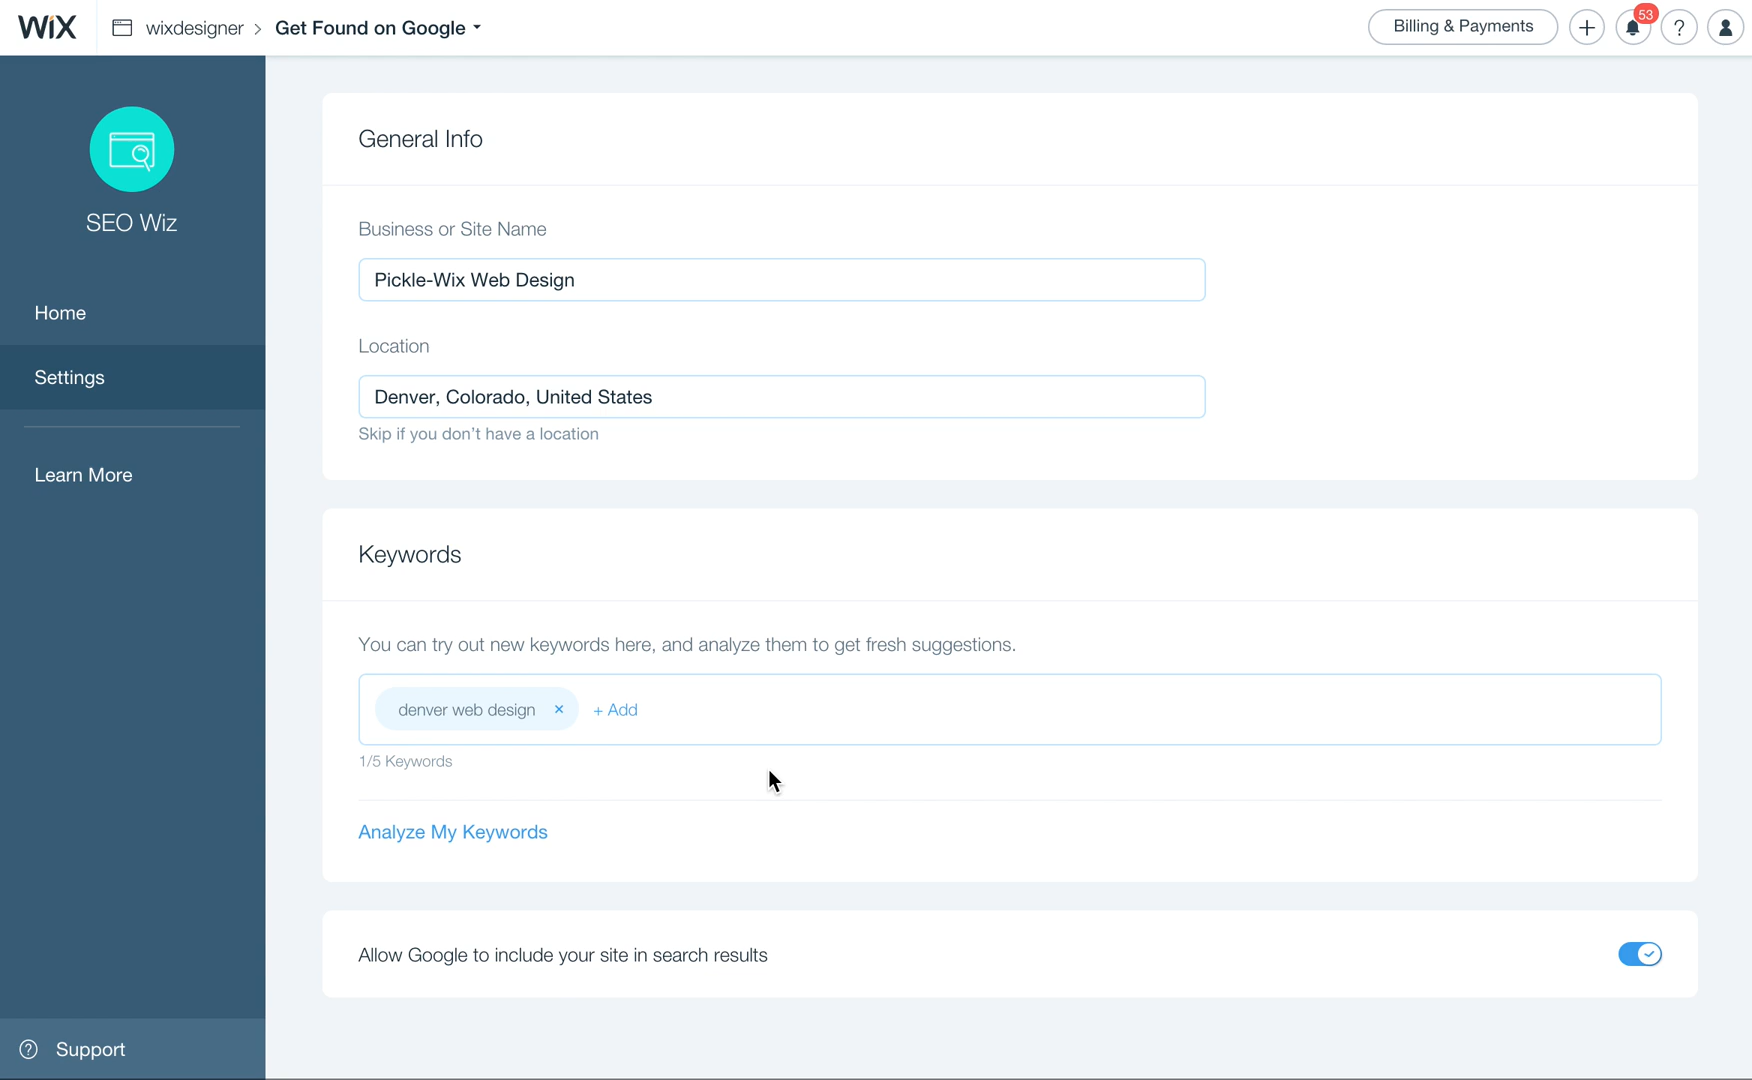 WiX wixdesigner > Get Found on Google Billing & Payments + 53 ?
SEO Wiz
Home
Settings
Learn More
? Support
General Info
Business or Site Name
Pickle-Wix Web Design
Location
Denver, Colorado, United States
Skip if you don't have a location
Keywords
You can try out new keywords here, and analyze them to get fresh suggestions.
denver web design × + Add
1/5 Keywords
Analyze My Keywords
Allow Google to include your site in search results